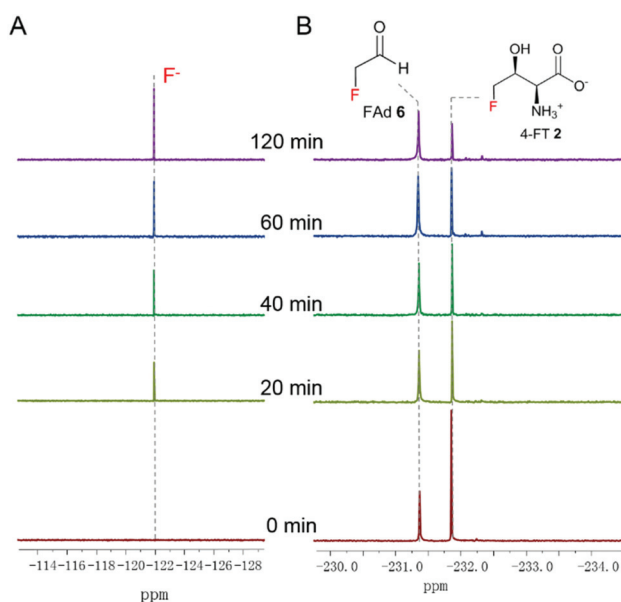 A
B
F⁻
O
H
F
FAd 6
OH
O
O⁻
F
NH₃⁺
4-FT 2
120 min
60 min
40 min
20 min
0 min
-114 -116 -118 -120 -122 -124 -126 -128
ppm
-230.0 -231.0 -232.0 -233.0 -234.0
ppm